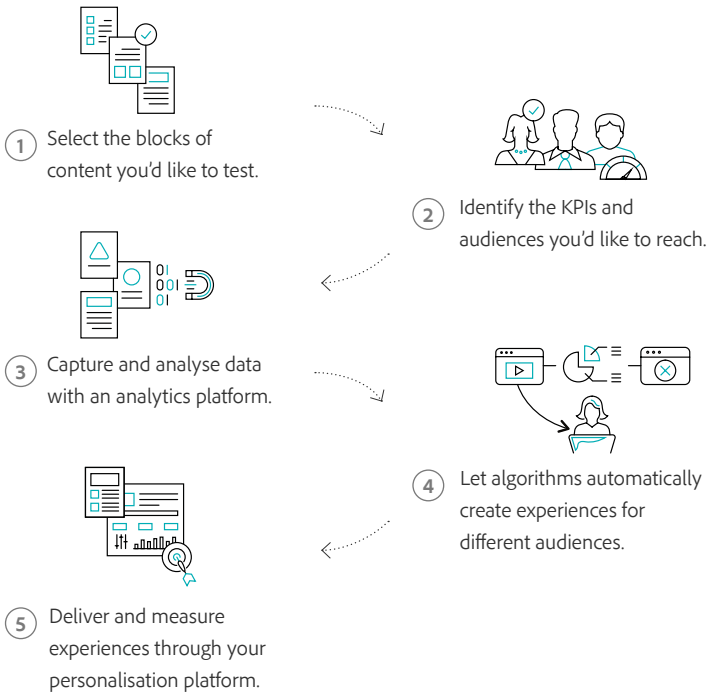 1 Select the blocks of
content you’d like to test.
2 Identify the KPIs and
audiences you’d like to reach.
3 Capture and analyse data
with an analytics platform.
4 Let algorithms automatically
create experiences for
different audiences.
5 Deliver and measure
experiences through your
personalisation platform.